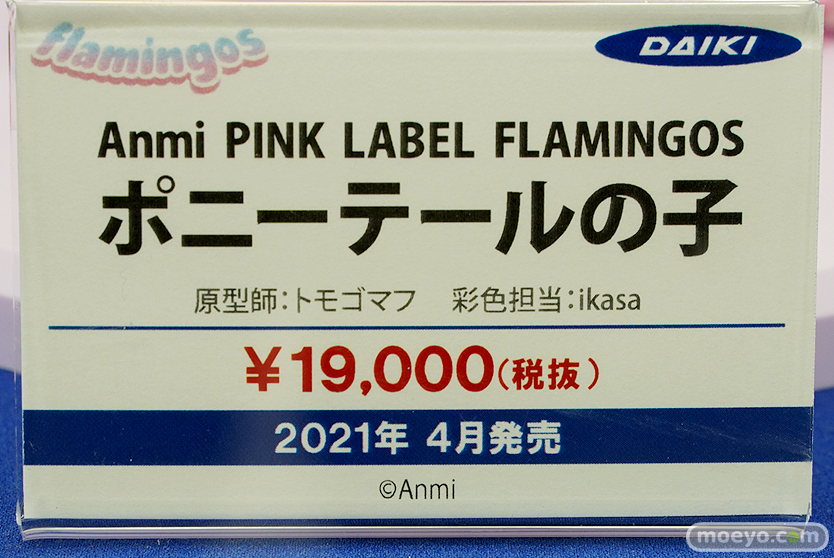 flamingos
DAIKI
Anmi PINK LABEL FLAMINGOS
ポニーテールの子
原型師:トモゴマフ 彩色担当:ikasa
¥19,000(税抜)
2021年 4月発売
©Anmi
moeyo.com